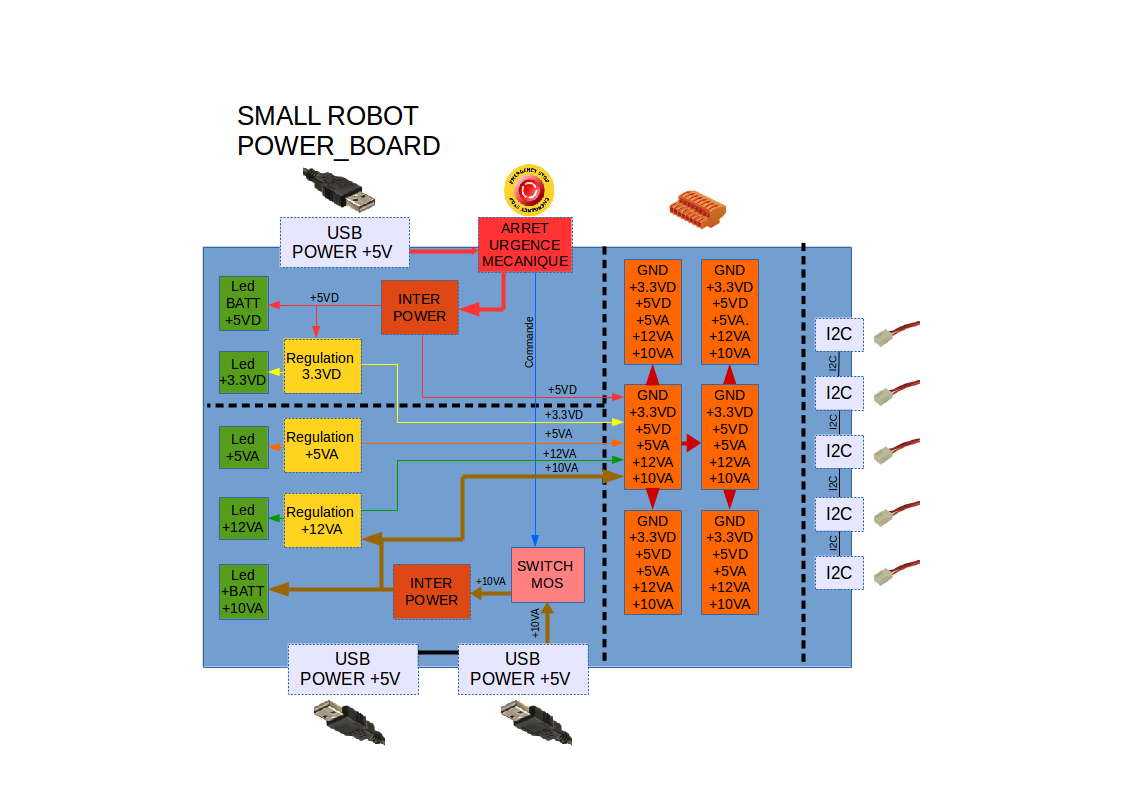 SMALL ROBOT
POWER_BOARD
EMERGENCY STOP
USB
POWER +5V
ARRET
URGENCE
MECANIQUE
Led
BATT
+5VD
+5VD
INTER
POWER
Led
+3.3VD
Regulation
3.3VD
Commande
+5VD
+3.3VD
Led
+5VA
Regulation
+5VA
+5VA
+12VA
+10VA
Led
+12VA
Regulation
+12VA
Led
+BATT
+10VA
INTER
POWER
+10VA
SWITCH
MOS
+10VA
USB
POWER +5V
USB
POWER +5V
GND
+3.3VD
+5VD
+5VA
+12VA
+10VA
GND
+3.3VD
+5VD
+5VA.
+12VA
+10VA
GND
+3.3VD
+5VD
+5VA
+12VA
+10VA
GND
+3.3VD
+5VD
+5VA
+12VA
+10VA
GND
+3.3VD
+5VD
+5VA
+12VA
+10VA
GND
+3.3VD
+5VD
+5VA
+12VA
+10VA
I2C
I2C
I2C
I2C
I2C
I2C
I2C
I2C
I2C